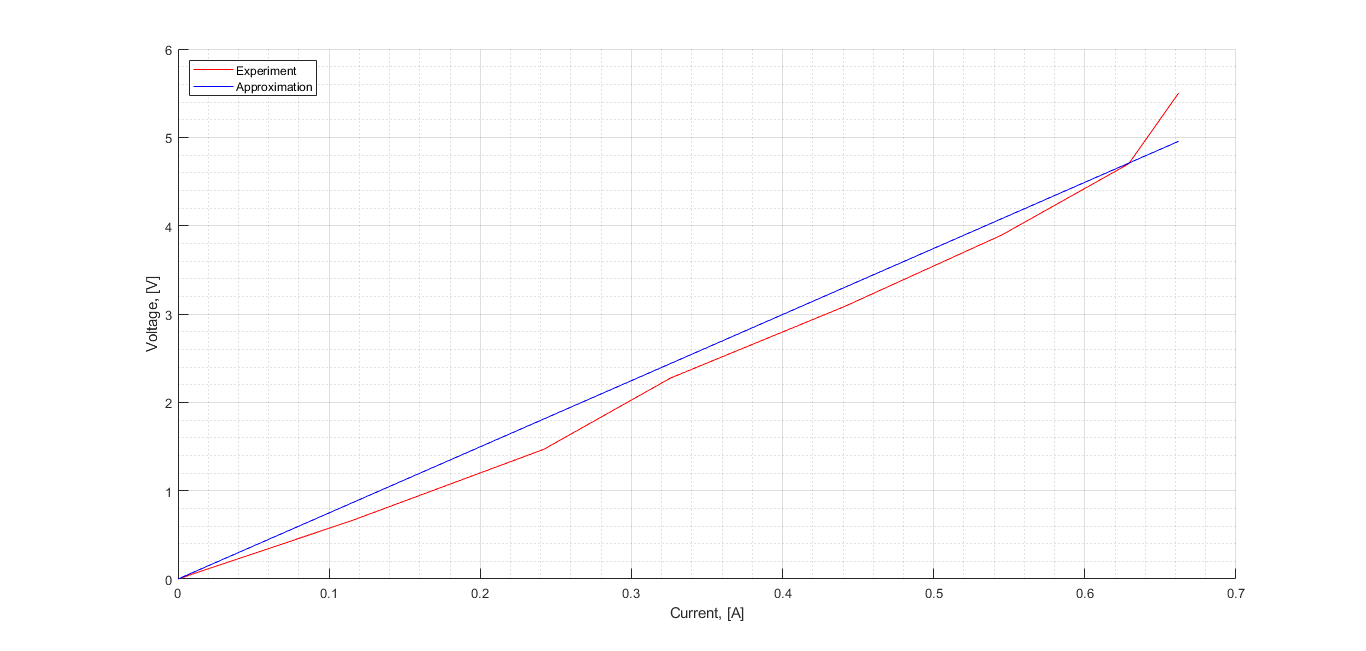 6
Experiment
Approximation
5
4
3
2
1
0
Voltage, [V]
0 0.1 0.2 0.3 0.4 0.5 0.6 0.7
Current, [A]